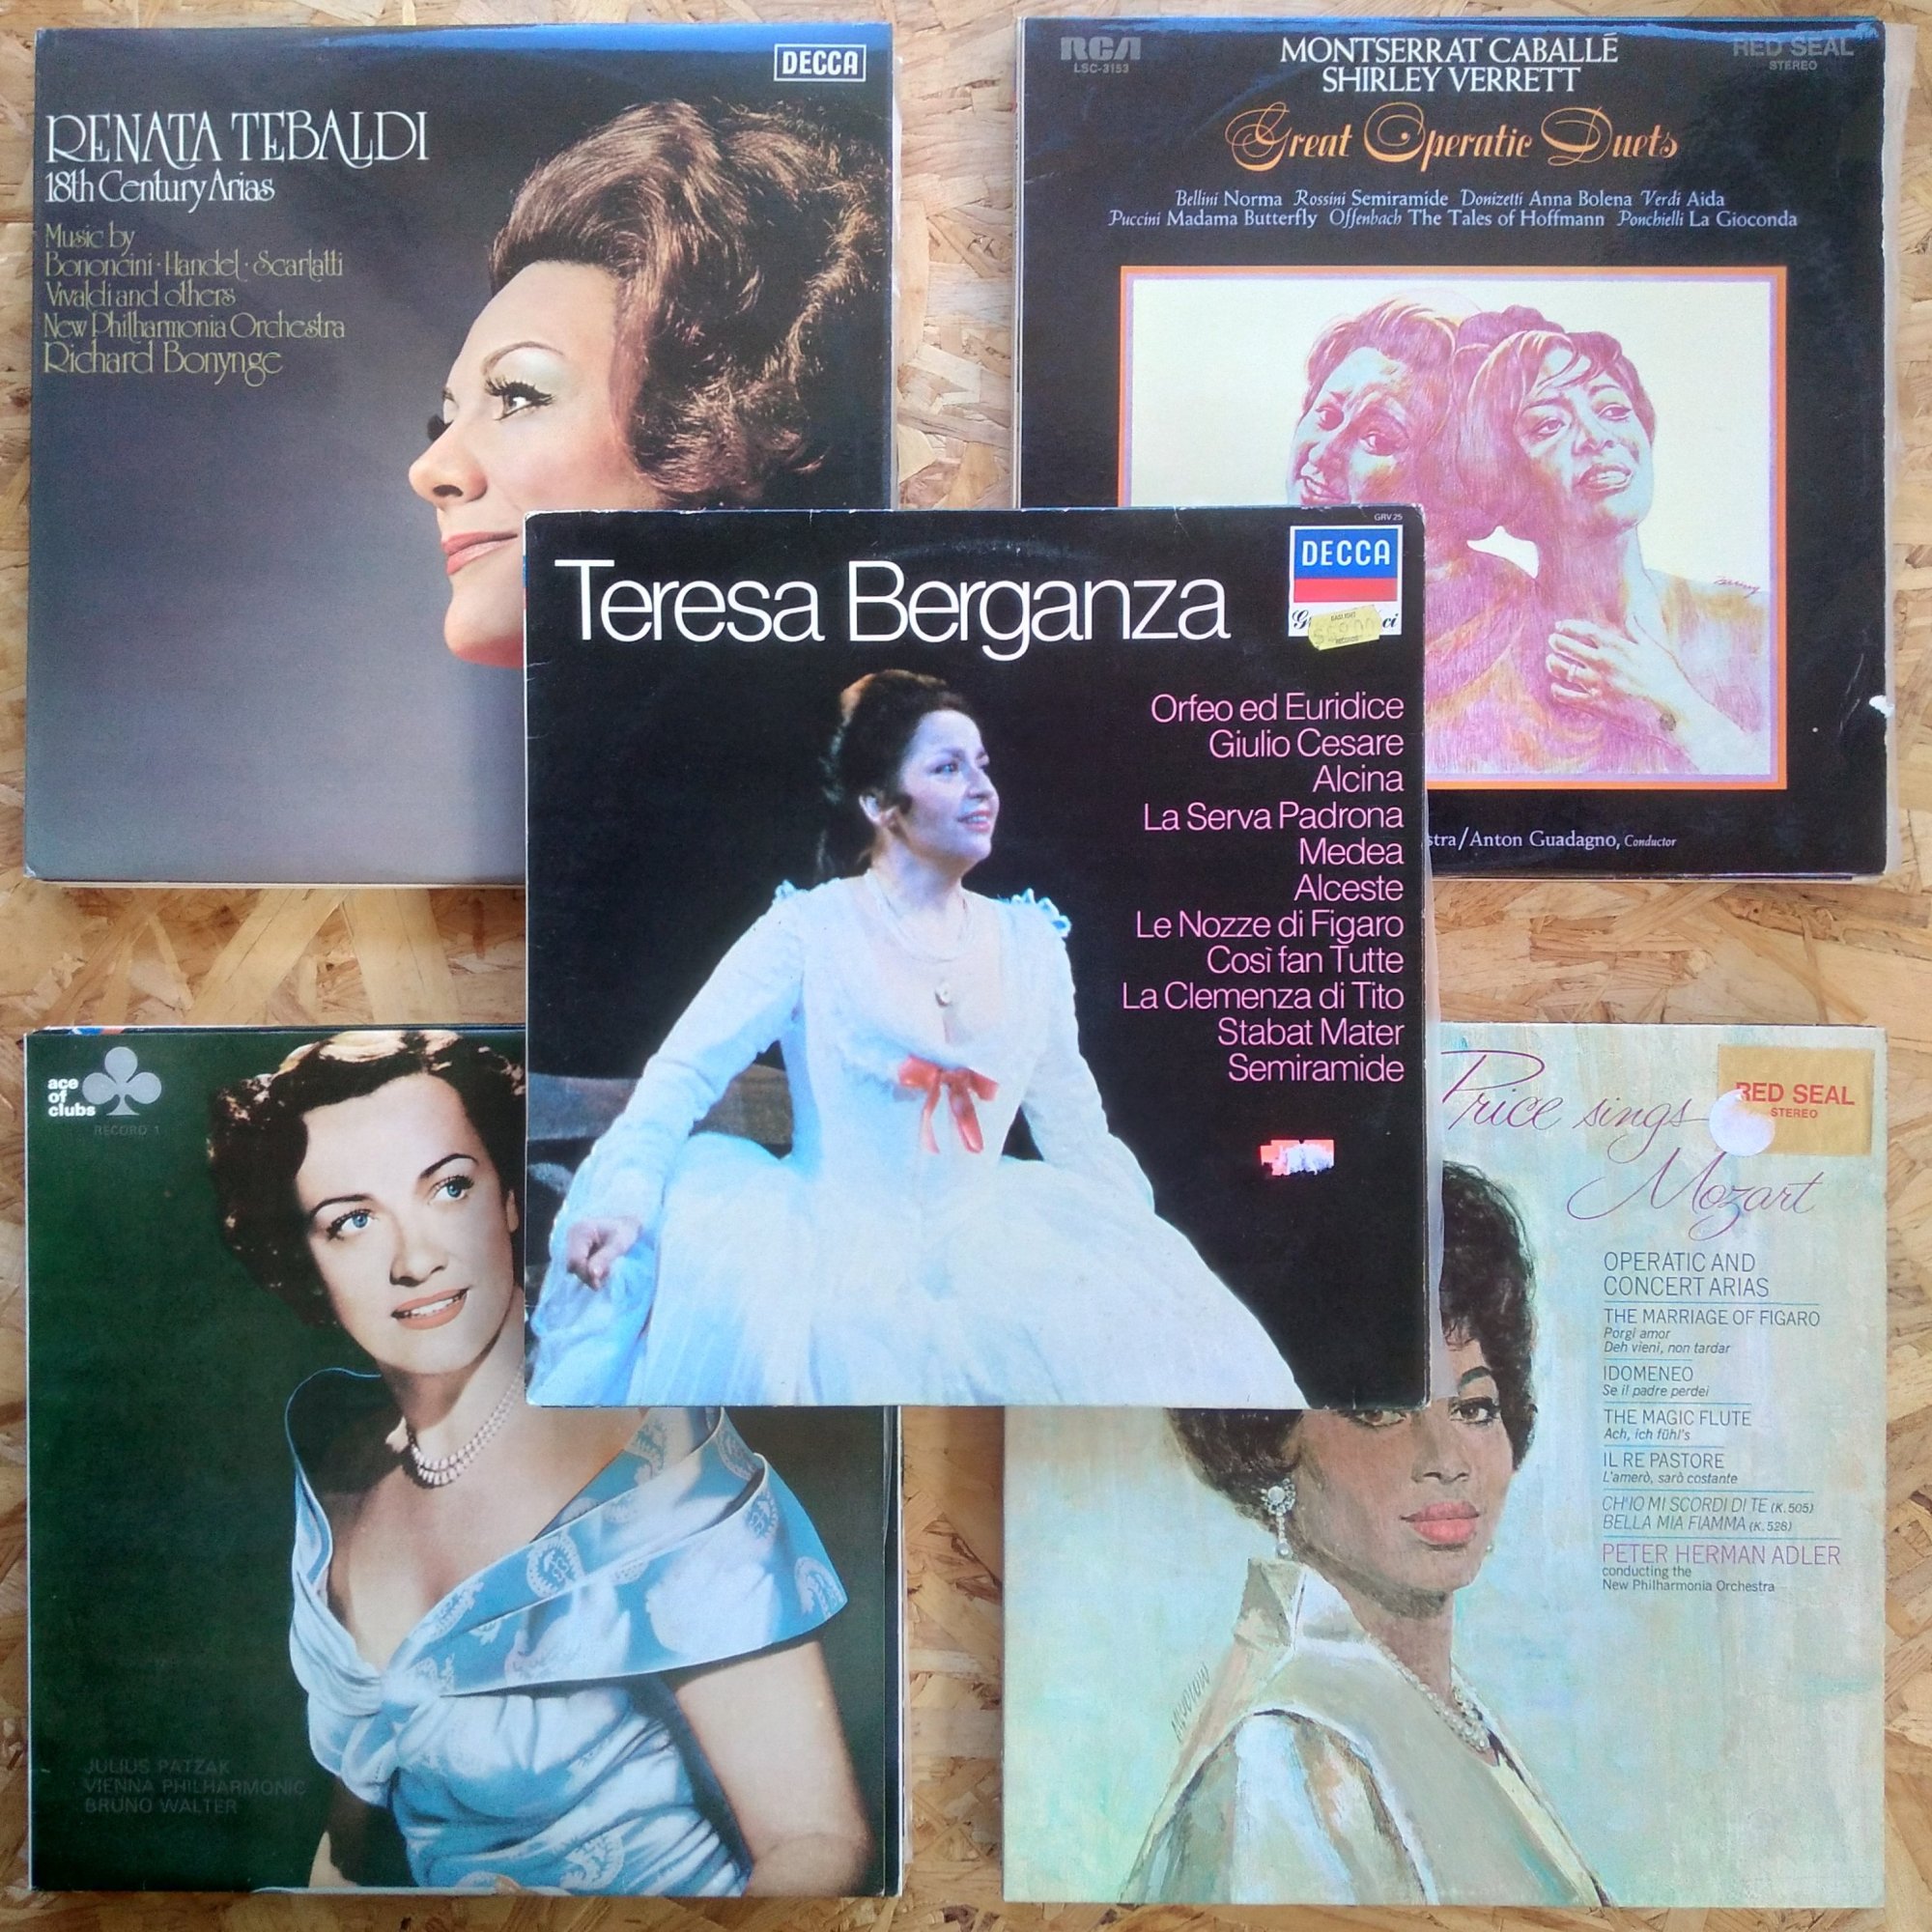 DECCA
RENATA TEBALDI
18th Century Arias
Music by
Bononcini · Handel · Scarlatti
Vivaldi and others
New Philharmonia Orchestra
Richard Bonynge
RCA
LSC-3153
MONTSERRAT CABALLÉ
SHIRLEY VERRETT
RED SEAL
STEREO
Great Operatic Duets
Bellini Norma Rossini Semiramide Donizetti Anna Bolena Verdi Aida
Puccini Madama Butterfly Offenbach The Tales of Hoffmann Ponchielli La Gioconda
stra/Anton Guadagno, Conductor
GRV 25
DECCA
Teresa Berganza
Orfeo ed Euridice
Giulio Cesare
Alcina
La Serva Padrona
Medea
Alceste
Le Nozze di Figaro
Così fan Tutte
La Clemenza di Tito
Stabat Mater
Semiramide
ace
of
clubs
RECORD 1
JULIUS PATZAK
VIENNA PHILHARMONIC
BRUNO WALTER
Price sings
Mozart
RED SEAL
STEREO
OPERATIC AND
CONCERT ARIAS
THE MARRIAGE OF FIGARO
Porgi amor
Deh vieni, non tardar
IDOMENEO
Se il padre perdei
THE MAGIC FLUTE
Ach, ich fühl's
IL RE PASTORE
L'amerò, sarò costante
CH'IO MI SCORDI DI TE (K. 505)
BELLA MIA FIAMMA (K. 528)
PETER HERMAN ADLER
conducting the
New Philharmonia Orchestra